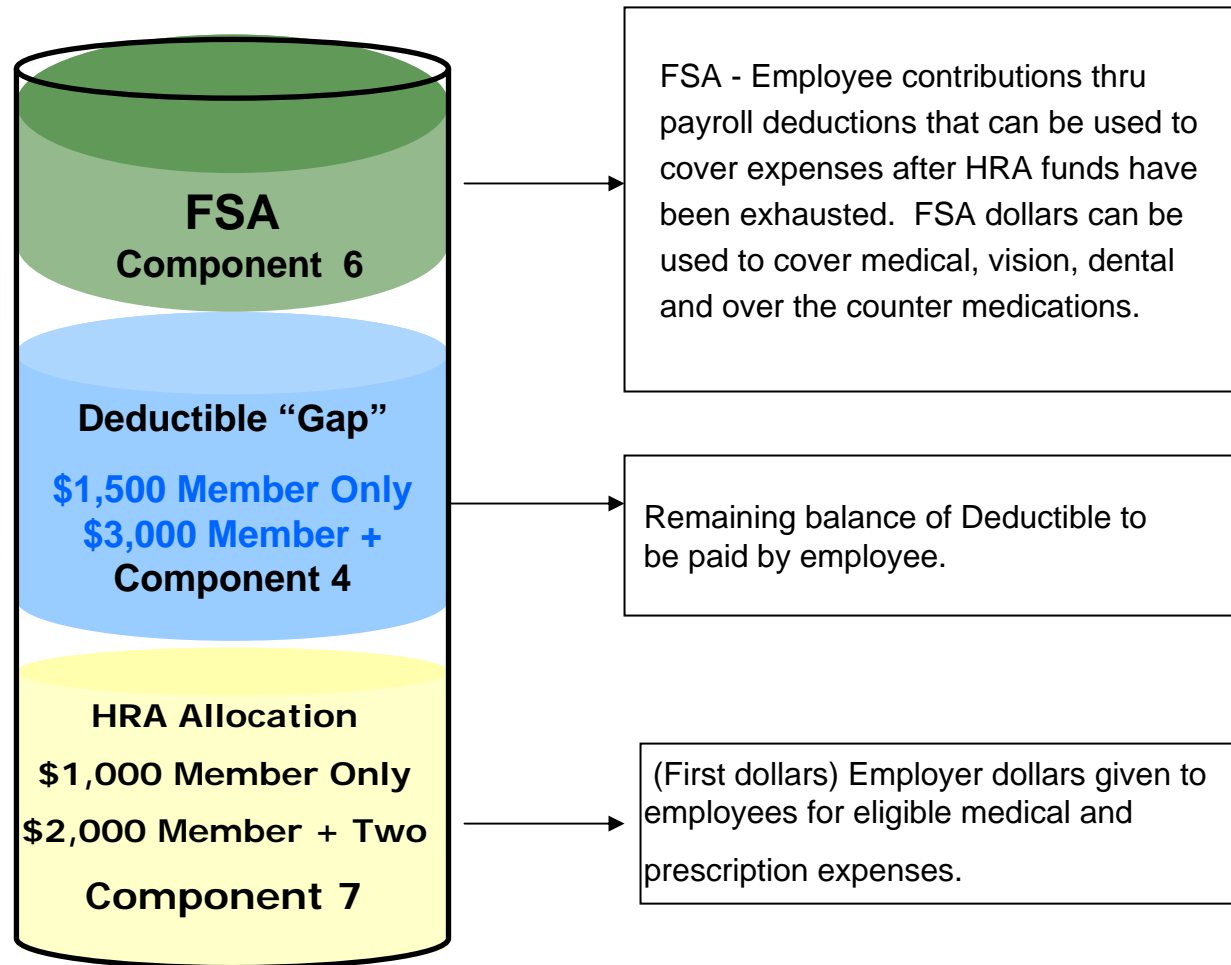 FSA
Component 6
FSA - Employee contributions thru
payroll deductions that can be used to
cover expenses after HRA funds have
been exhausted. FSA dollars can be
used to cover medical, vision, dental
and over the counter medications.
Deductible “Gap”
$1,500 Member Only
$3,000 Member +
Component 4
Remaining balance of Deductible to
be paid by employee.
HRA Allocation
$1,000 Member Only
$2,000 Member + Two
Component 7
(First dollars) Employer dollars given to
employees for eligible medical and
prescription expenses.